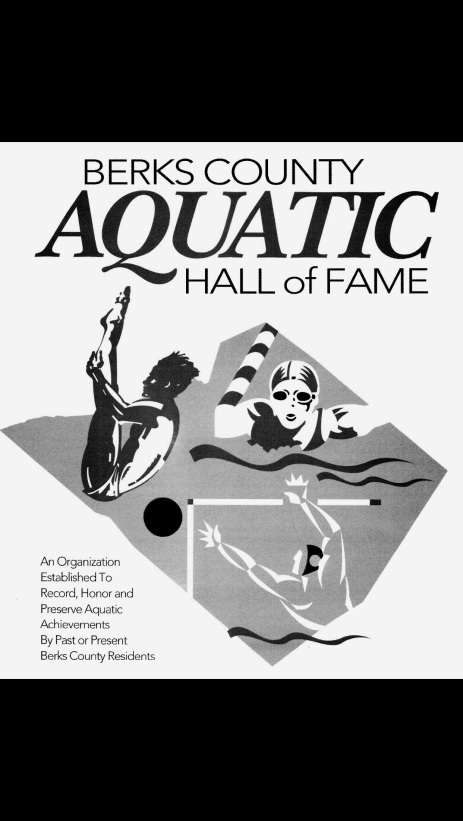 BERKS COUNTY
AQUATIC
HALL of FAME
An Organization
Established To
Record, Honor and
Preserve Aquatic
Achievements
By Past or Present
Berks County Residents